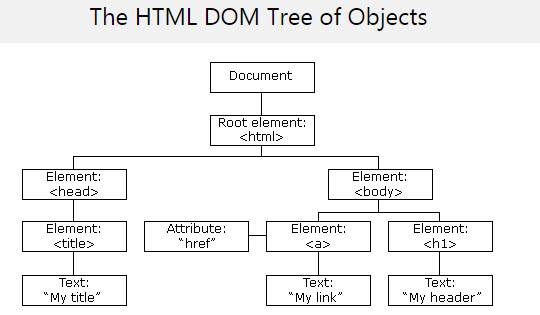 The HTML DOM Tree of Objects
Document
Root element:
<html>
Element:
<head>
Element:
<body>
Element:
<title>
Attribute:
“href”
Element:
<a>
Element:
<h1>
Text:
“My title”
Text:
“My link”
Text:
“My header”